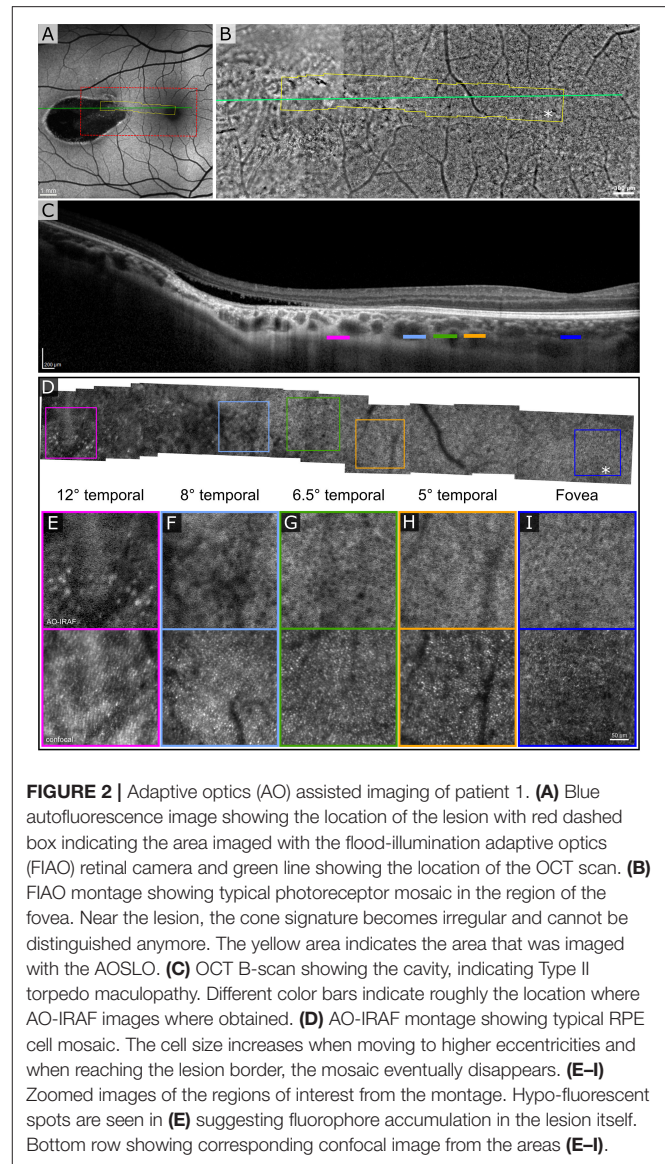 A
B
1 mm
C
200 µm
D
*
*
12° temporal
8° temporal
6.5° temporal
5° temporal
Fovea
E
F
G
H
I
AO-IRAF
confocal
50 µm
FIGURE 2 | Adaptive optics (AO) assisted imaging of patient 1. (A) Blue
autofluorescence image showing the location of the lesion with red dashed
box indicating the area imaged with the flood-illumination adaptive optics
(FIAO) retinal camera and green line showing the location of the OCT scan. (B)
FIAO montage showing typical photoreceptor mosaic in the region of the
fovea. Near the lesion, the cone signature becomes irregular and cannot be
distinguished anymore. The yellow area indicates the area that was imaged
with the AOSLO. (C) OCT B-scan showing the cavity, indicating Type II
torpedo maculopathy. Different color bars indicate roughly the location where
AO-IRAF images where obtained. (D) AO-IRAF montage showing typical RPE
cell mosaic. The cell size increases when moving to higher eccentricities and
when reaching the lesion border, the mosaic eventually disappears. (E–I)
Zoomed images of the regions of interest from the montage. Hypo-fluorescent
spots are seen in (E) suggesting fluorophore accumulation in the lesion itself.
Bottom row showing corresponding confocal image from the areas (E–I).